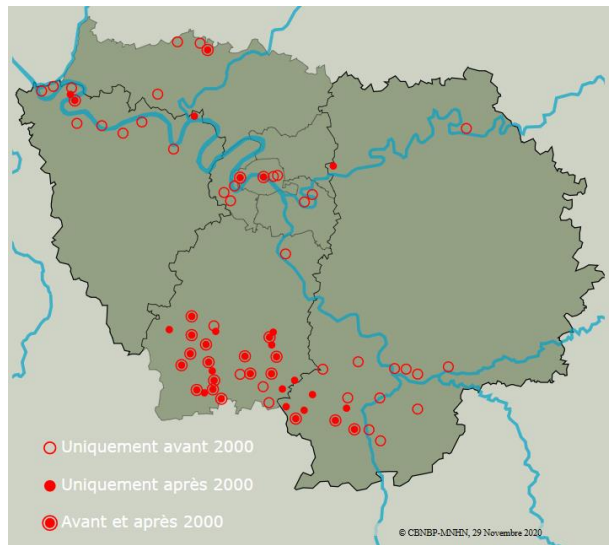 Uniquement avant 2000
Uniquement après 2000
Avant et après 2000
© CBNBP-MNHN, 29 Novembre 2020